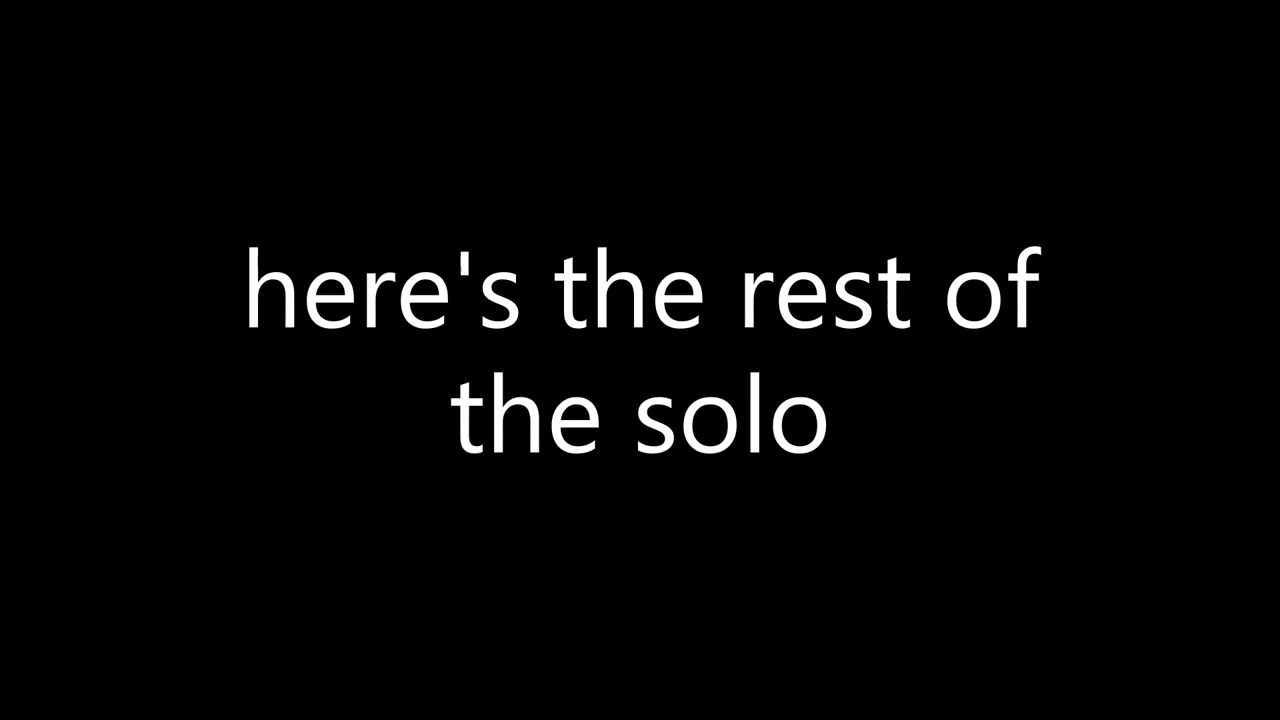 here's the rest of
the solo